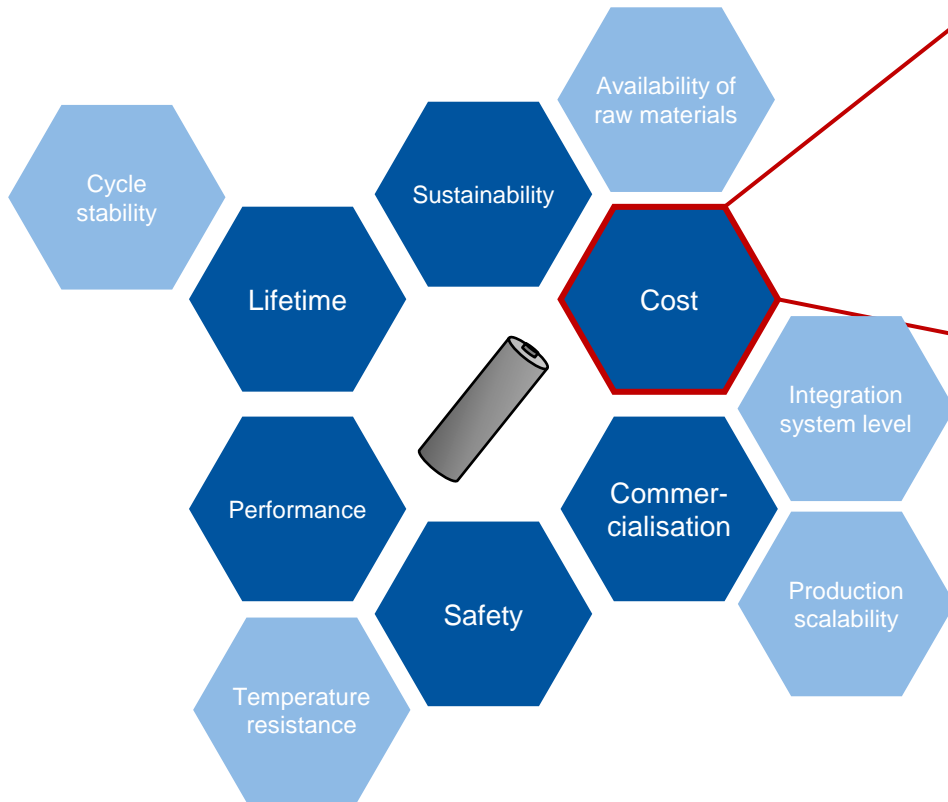 Availability of
raw materials
Cycle
stability
Sustainability
Lifetime
Cost
Integration
system level
Performance
Commer-
cialisation
Production
scalability
Safety
Temperature
resistance